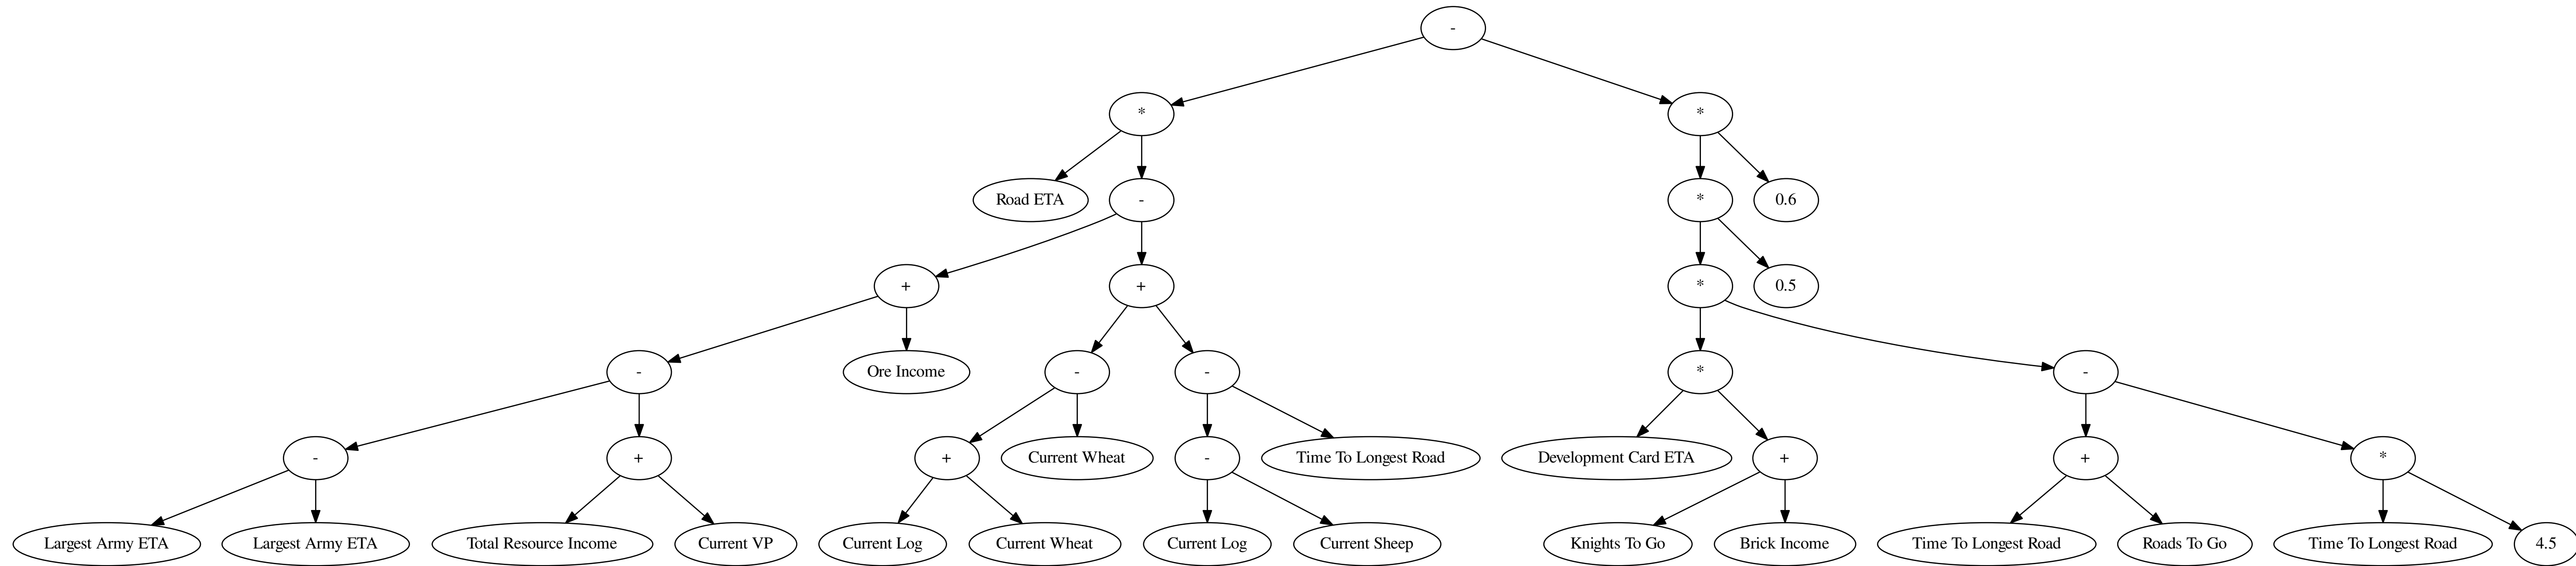 -
* *
Road ETA - * 0.6
+ + * 0.5
- Ore Income - - * -
- + + Current Wheat - Time To Longest Road Development Card ETA + + *
Largest Army ETA Largest Army ETA Total Resource Income Current VP Current Log Current Wheat Current Log Current Sheep Knights To Go Brick Income Time To Longest Road Roads To Go Time To Longest Road 4.5